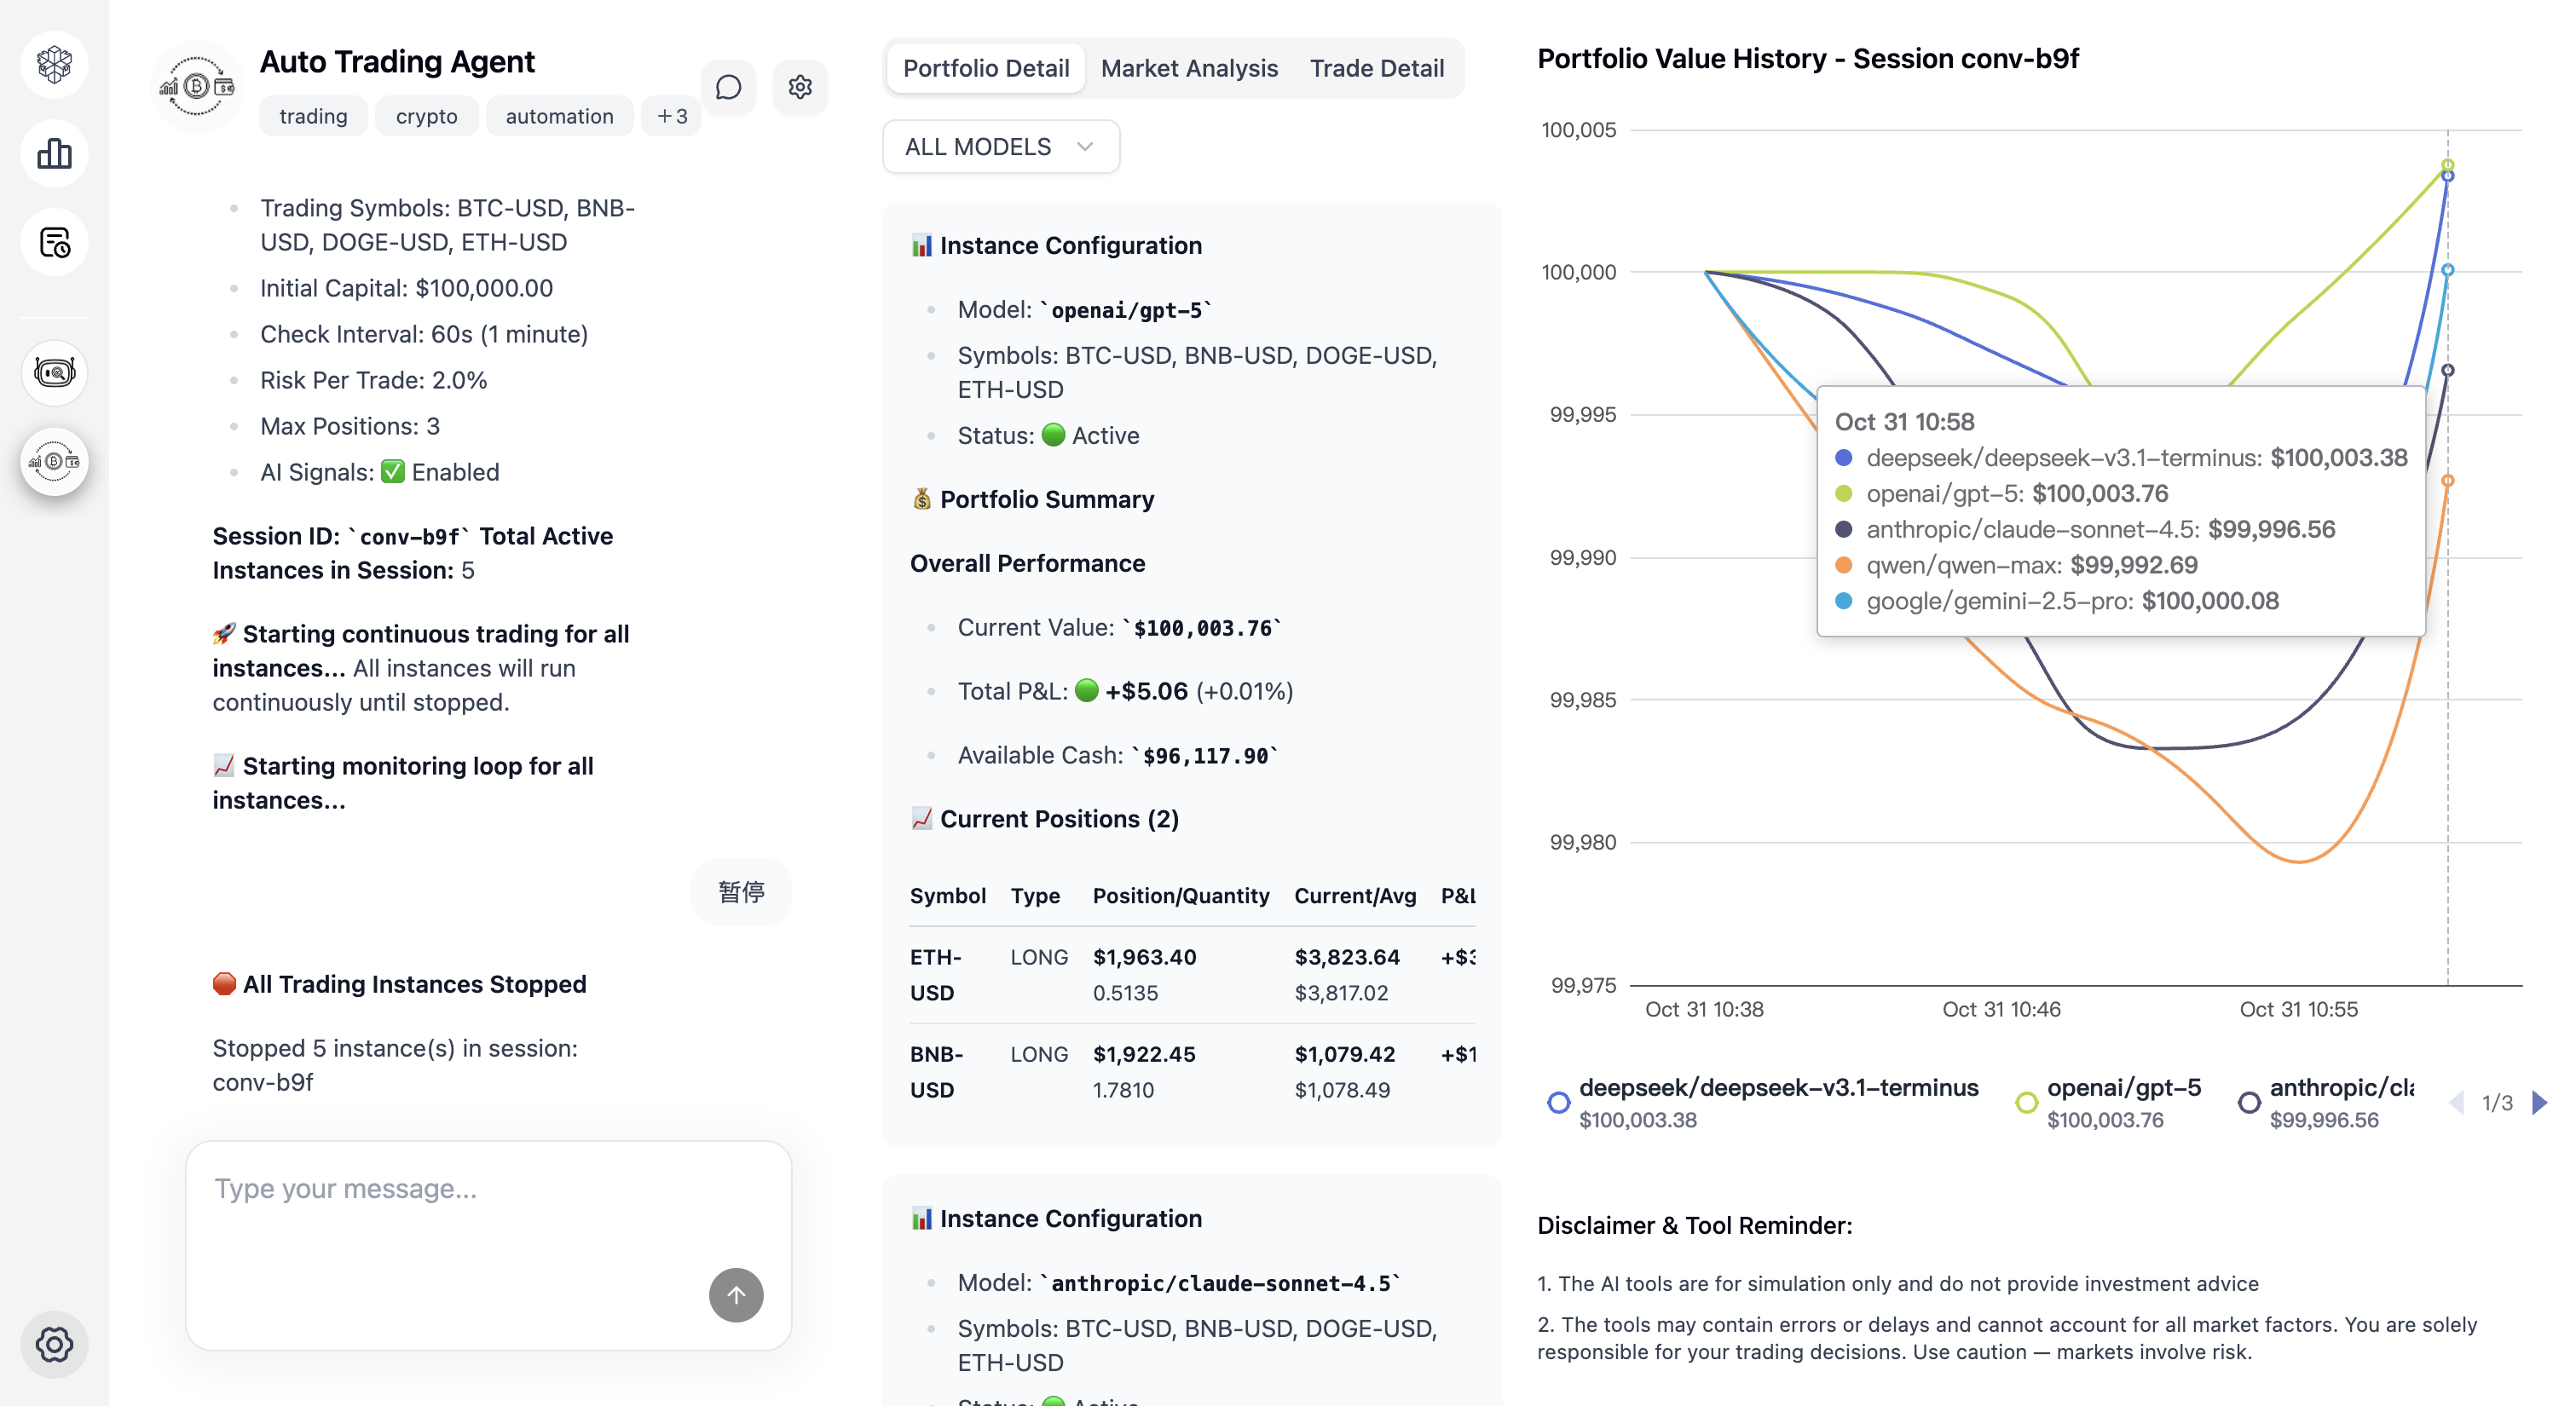 Auto Trading Agent
trading
crypto
automation
+3
Trading Symbols: BTC-USD, BNB-
USD, DOGE-USD, ETH-USD
Initial Capital: $100,000.00
Check Interval: 60s (1 minute)
Risk Per Trade: 2.0%
Max Positions: 3
AI Signals: ✅ Enabled
Session ID: `conv-b9f` Total Active
Instances in Session: 5
🚀 Starting continuous trading for all
instances... All instances will run
continuously until stopped.
📈 Starting monitoring loop for all
instances...
暂停
🛑 All Trading Instances Stopped
Stopped 5 instance(s) in session:
conv-b9f
Type your message...
Portfolio Detail
Market Analysis
Trade Detail
ALL MODELS
📊 Instance Configuration
Model: `openai/gpt-5`
Symbols: BTC-USD, BNB-USD, DOGE-USD,
ETH-USD
Status: 🟢 Active
💰 Portfolio Summary
Overall Performance
Current Value: `$100,003.76`
Total P&L: 🟢 +$5.06 (+0.01%)
Available Cash: `$96,117.90`
📈 Current Positions (2)
Symbol Type Position/Quantity Current/Avg P&L
ETH- LONG $1,963.40 $3,823.64 +$3
USD 0.5135 $3,817.02
BNB- LONG $1,922.45 $1,079.42 +$1
USD 1.7810 $1,078.49
📊 Instance Configuration
Model: `anthropic/claude-sonnet-4.5`
Symbols: BTC-USD, BNB-USD, DOGE-USD,
ETH-USD
Status: 🟢 Active
Portfolio Value History - Session conv-b9f
100,005
100,000
99,995
99,990
99,985
99,980
99,975
Oct 31 10:58
deepseek/deepseek-v3.1-terminus: $100,003.38
openai/gpt-5: $100,003.76
anthropic/claude-sonnet-4.5: $99,996.56
qwen/qwen-max: $99,992.69
google/gemini-2.5-pro: $100,000.08
Oct 31 10:38
Oct 31 10:46
Oct 31 10:55
deepseek/deepseek-v3.1-terminus
$100,003.38
openai/gpt-5
$100,003.76
anthropic/cla
$99,996.56
1/3
Disclaimer & Tool Reminder:
1. The AI tools are for simulation only and do not provide investment advice
2. The tools may contain errors or delays and cannot account for all market factors. You are solely
responsible for your trading decisions. Use caution — markets involve risk.